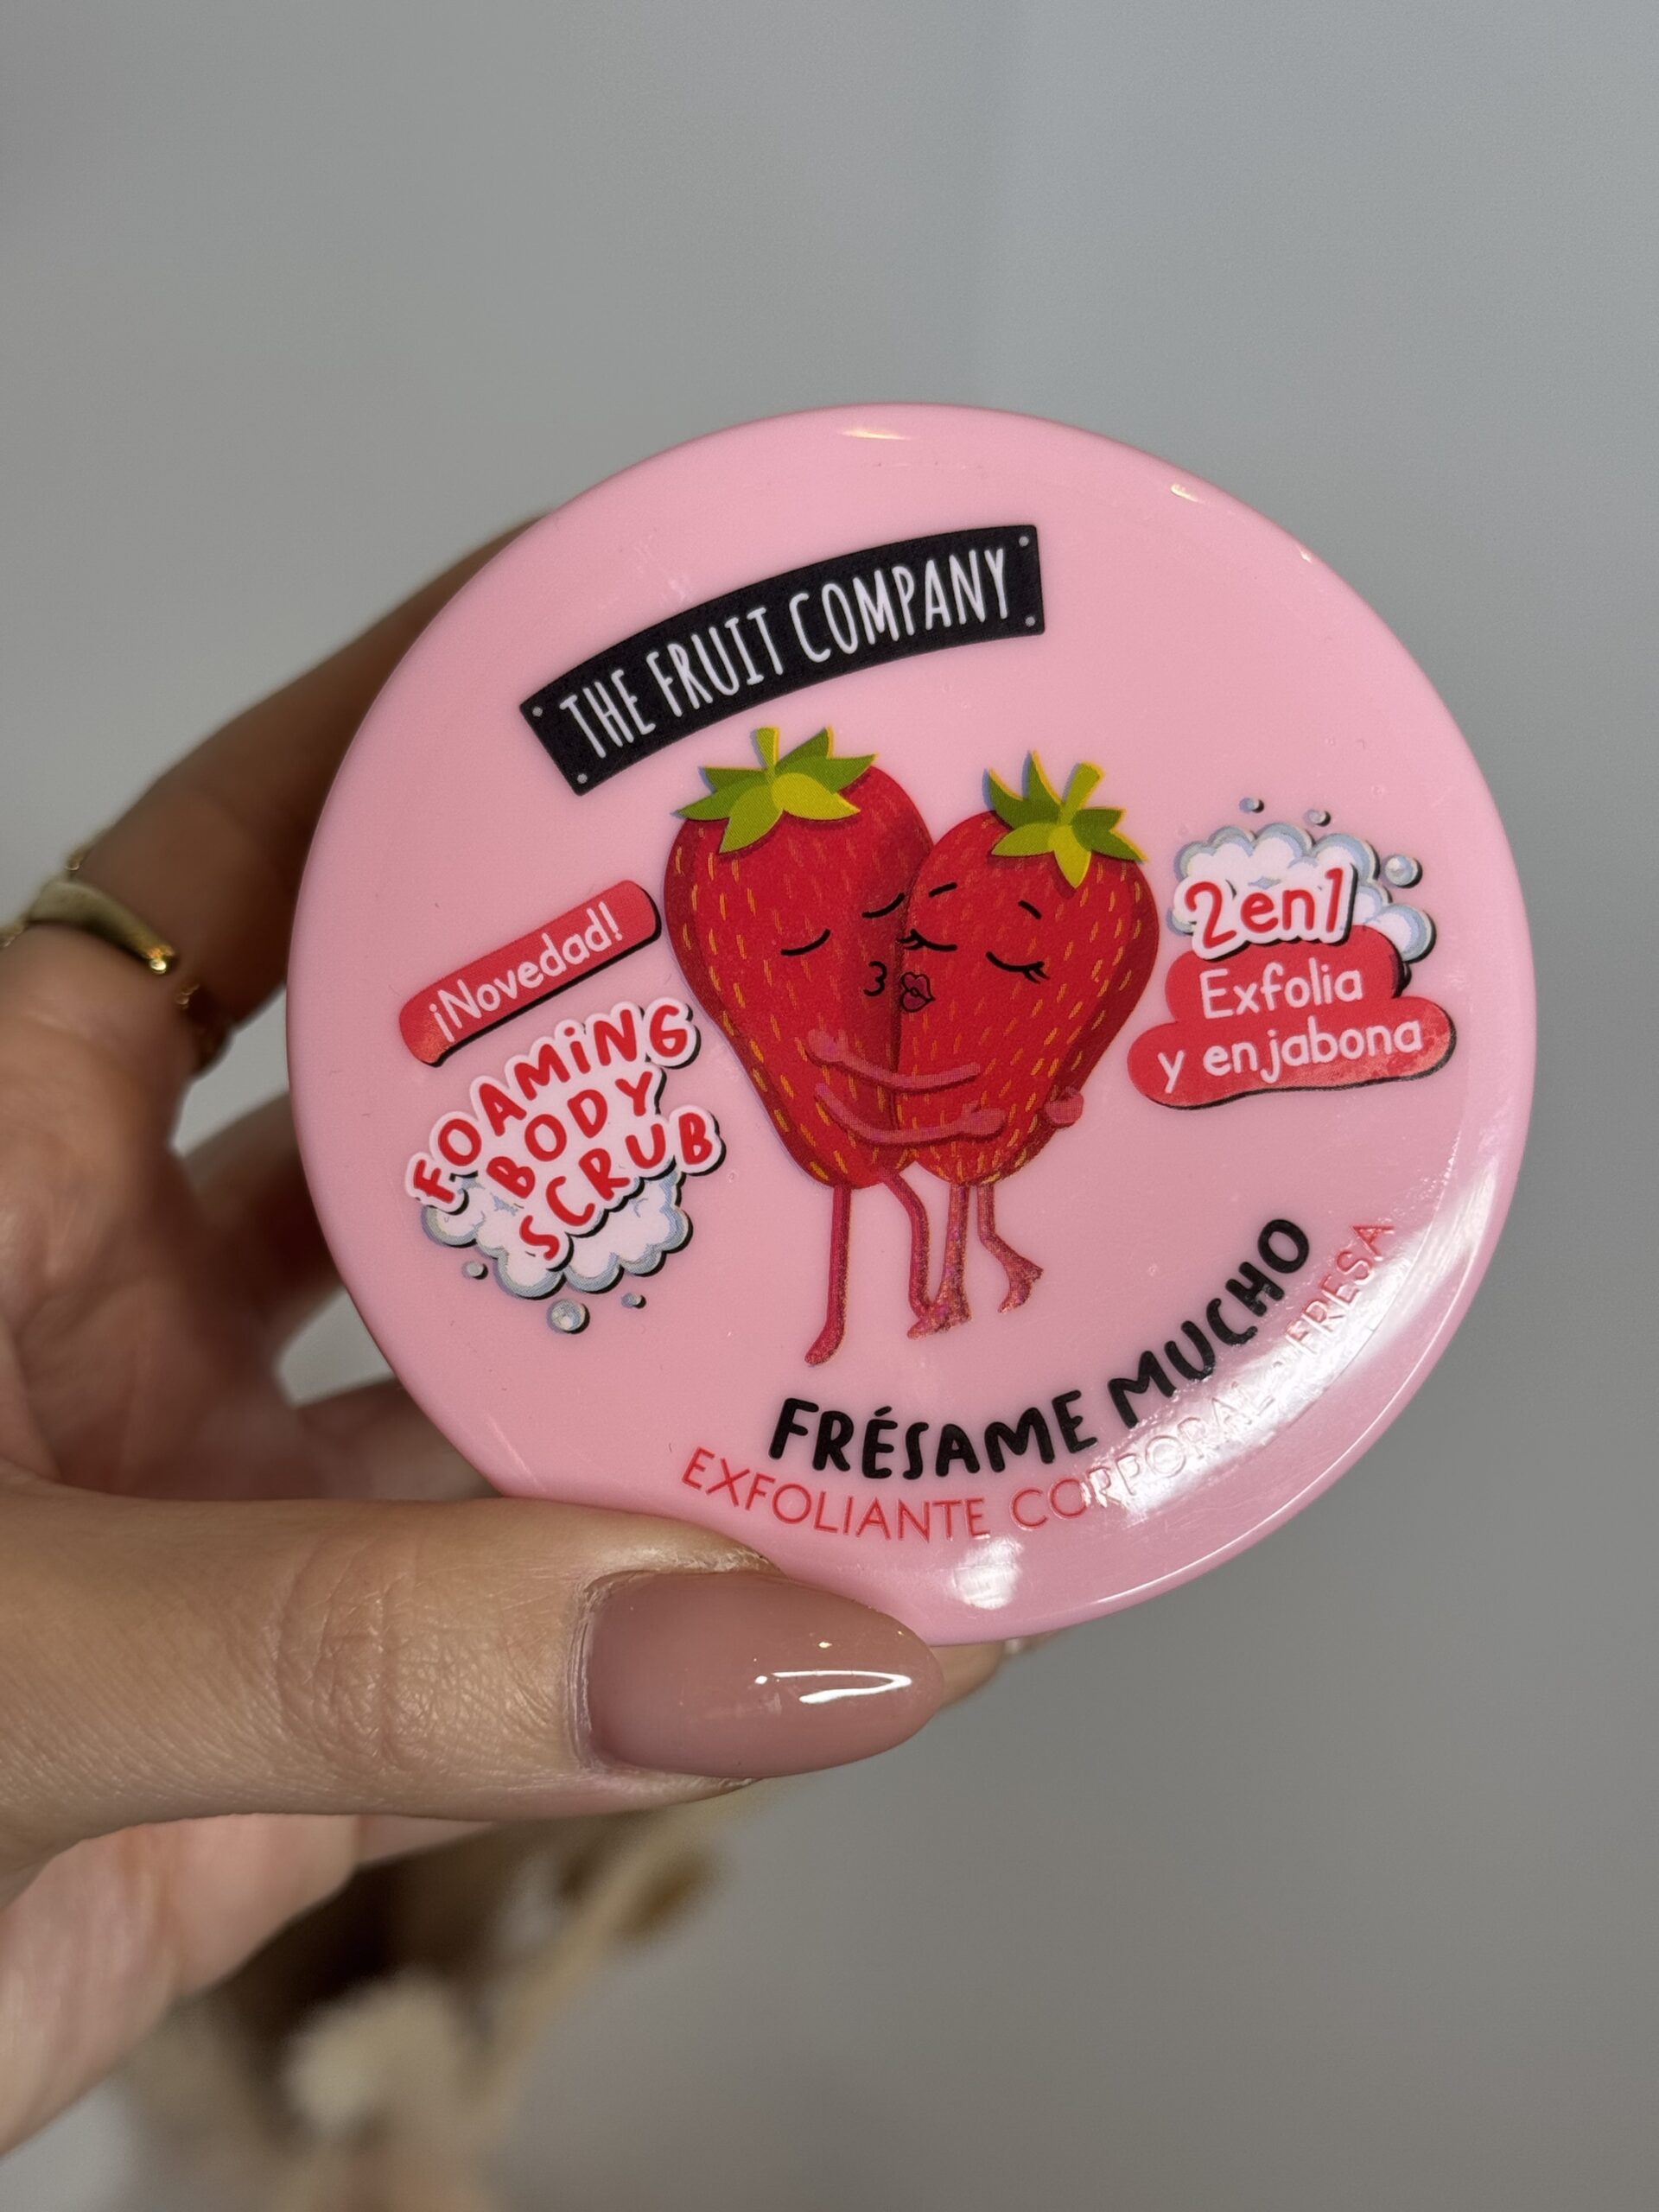 THE FRUIT COMPANY
¡Novedad!
FOAMiNG
BODY
SCRUB
2en1
Exfolia
y enjabona
FRÉSAME MUCHO
EXFOLIANTE CORPORAL · FRESA